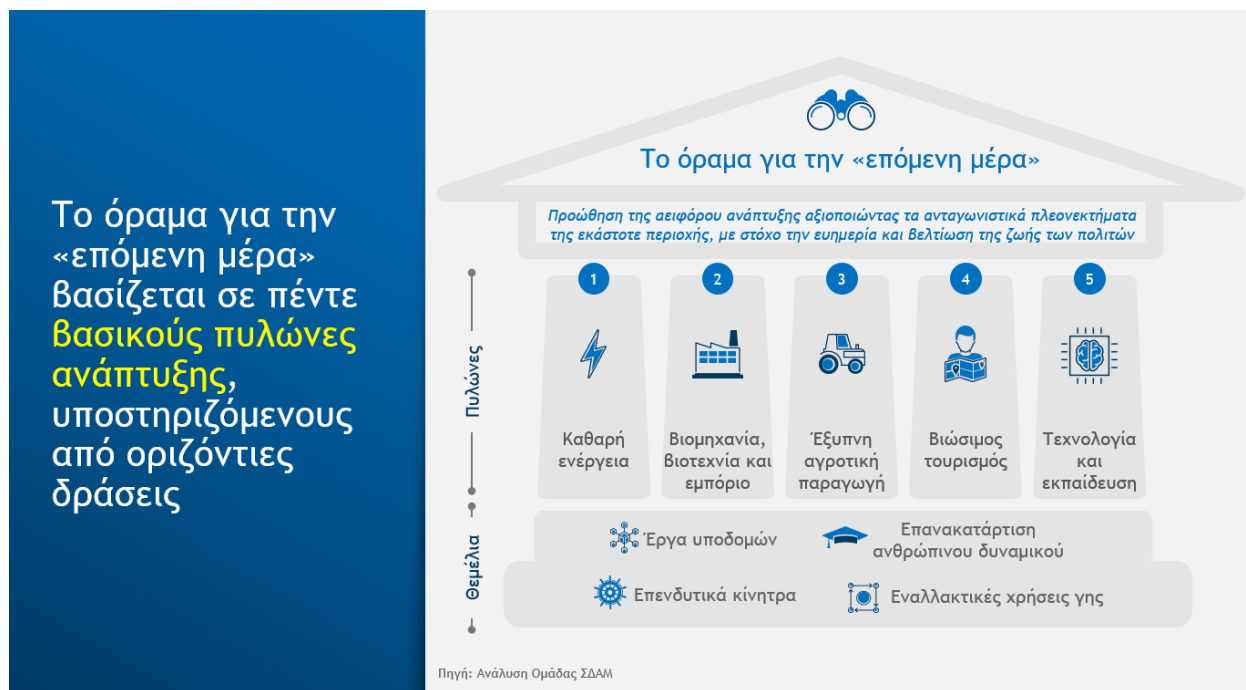 Το όραμα για την
«επόμενη μέρα»
βασίζεται σε πέντε
βασικούς πυλώνες
ανάπτυξης,
υποστηριζόμενους
από οριζόντιες
δράσεις
Το όραμα για την «επόμενη μέρα»
Προώθηση της αειφόρου ανάπτυξης αξιοποιώντας τα ανταγωνιστικά πλεονεκτήματα
της εκάστοτε περιοχής, με στόχο την ευημερία και βελτίωση της ζωής των πολιτών
Πυλώνες
1
Καθαρή
ενέργεια
2
Βιομηχανία,
βιοτεχνία και
εμπόριο
3
Έξυπνη
αγροτική
παραγωγή
4
Βιώσιμος
τουρισμός
5
Τεχνολογία
και
εκπαίδευση
Θεμέλια
Έργα υποδομών
Επανακατάρτιση
ανθρώπινου δυναμικού
Επενδυτικά κίνητρα
Εναλλακτικές χρήσεις γης
Πηγή: Ανάλυση Ομάδας ΣΔΑΜ